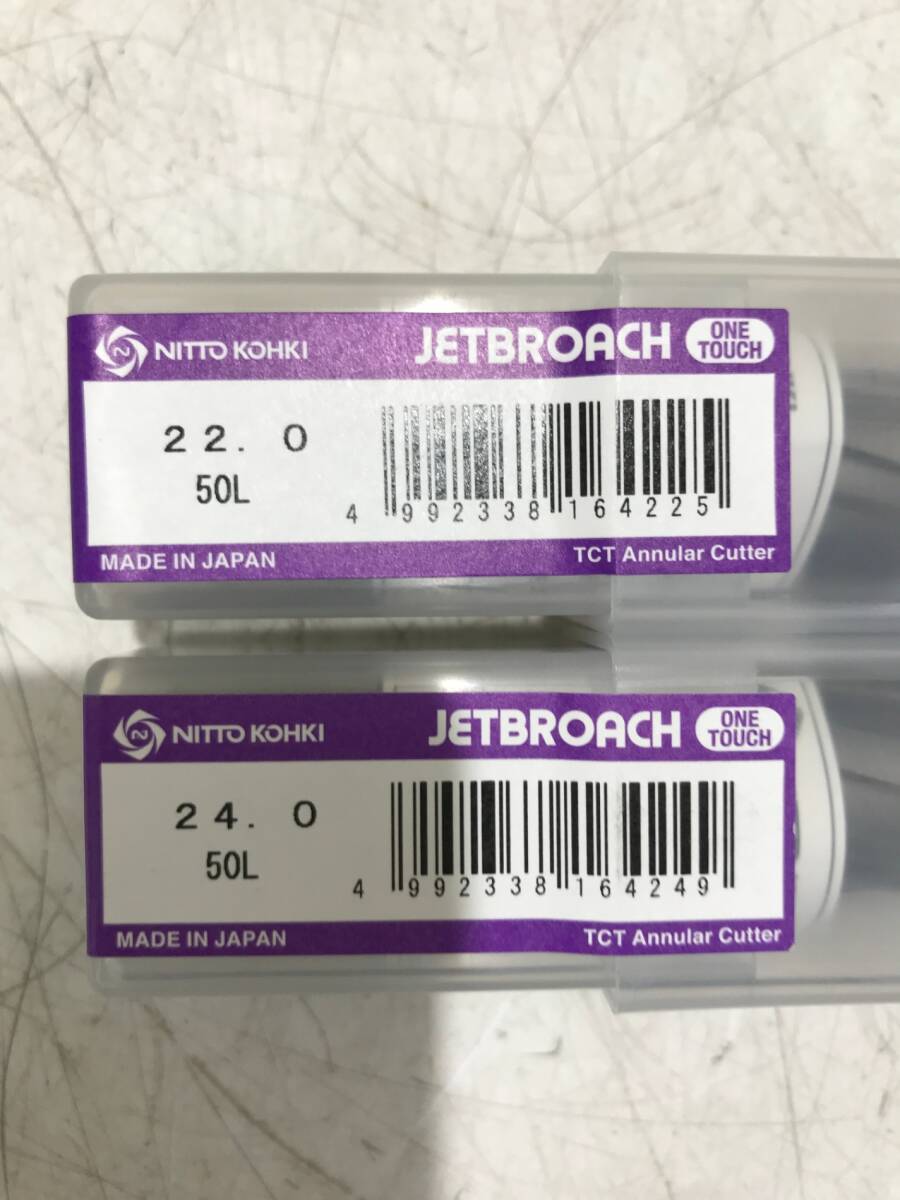 NITTO KOHKI JETBROACH ONE TOUCH
22.0
50L
4 992338 164225
MADE IN JAPAN TCT Annular Cutter
NITTO KOHKI JETBROACH ONE TOUCH
24.0
50L
4 992338 164249
MADE IN JAPAN TCT Annular Cutter